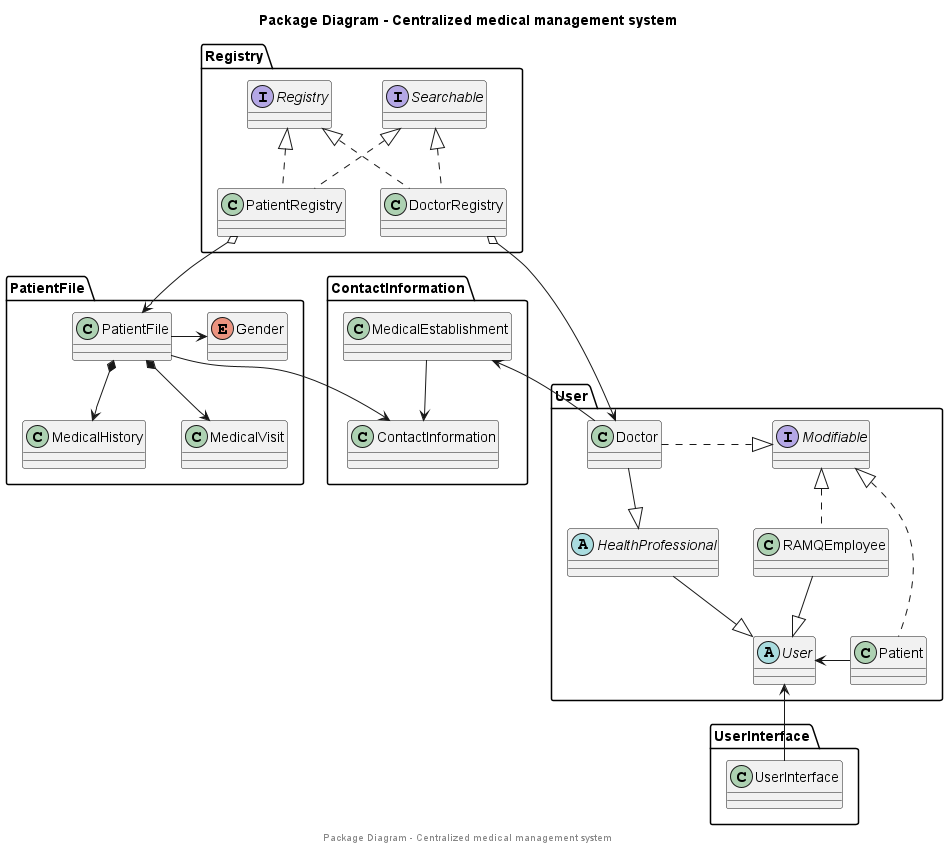 Package Diagram - Centralized medical management system
Registry
I Registry
I Searchable
C PatientRegistry
C DoctorRegistry
PatientFile
C PatientFile
E Gender
C MedicalHistory
C MedicalVisit
ContactInformation
C MedicalEstablishment
C ContactInformation
User
C Doctor
I Modifiable
A HealthProfessional
C RAMQEmployee
A User
C Patient
UserInterface
C UserInterface
Package Diagram - Centralized medical management system